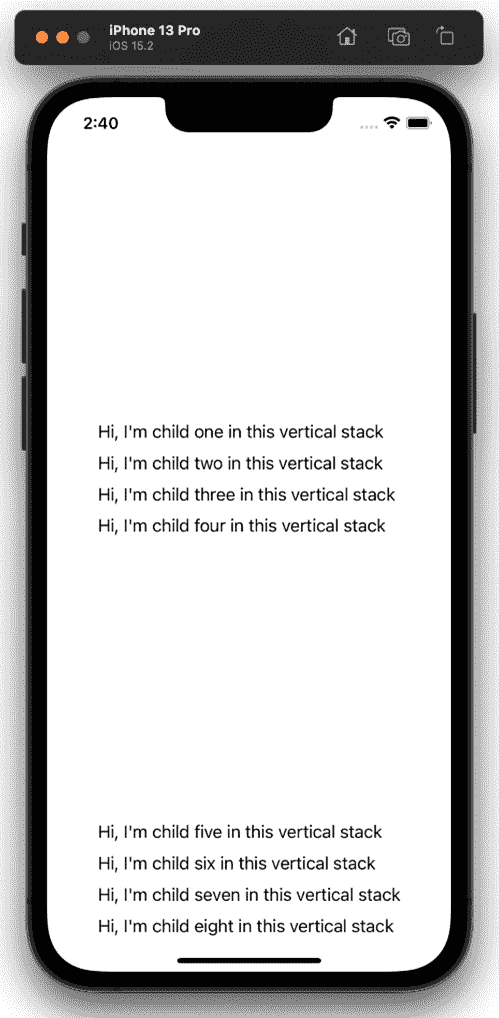 iPhone 13 Pro
iOS 15.2
2:40
Hi, I'm child one in this vertical stack
Hi, I'm child two in this vertical stack
Hi, I'm child three in this vertical stack
Hi, I'm child four in this vertical stack
Hi, I'm child five in this vertical stack
Hi, I'm child six in this vertical stack
Hi, I'm child seven in this vertical stack
Hi, I'm child eight in this vertical stack